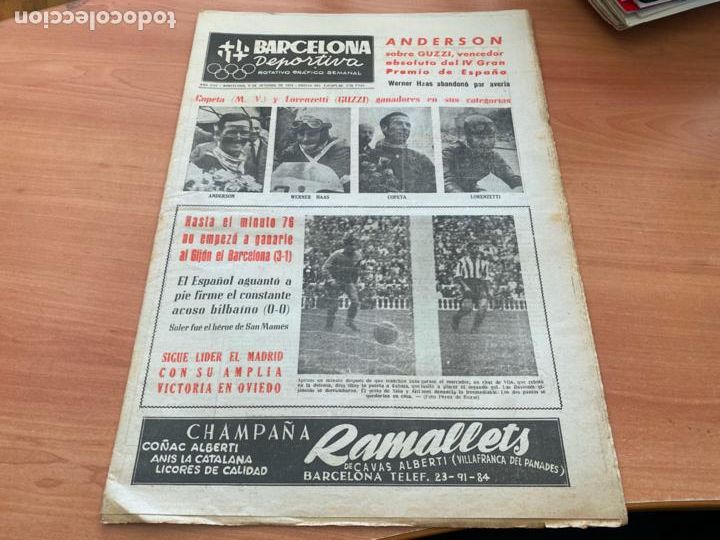 todocoleccion
BARCELONA
Deportiva
ROTATIVO GRÁFICO SEMANAL
ANDERSON
sobre GUZZI, vencedor
absoluto del IV Gran
Premio de España
Werner Haas abandonó por avería
Copeta (M. V.) y Lorenzetti (GUZZI) ganadores en sus categorías
ANDERSON
WERNER HAAS
COPETA
LORENZETTI
Hasta el minuto 76
no empezó a ganarle
al Gijón el Barcelona (3-1)
El Español aguantó a
pie firme el constante
acoso bilbaíno (0-0)
Soler fué el héroe de San Mamés
SIGUE LIDER EL MADRID
CON SU AMPLIA
VICTORIA EN OVIEDO
CHAMPAÑA
Ramallets
COÑAC ALBERTI
ANIS LA CATALANA
LICORES DE CALIDAD
DE CAVAS ALBERTI (VILLAFRANCA DEL PANADES)
BARCELONA TELEF. 23-91-84
todocoleccion.net